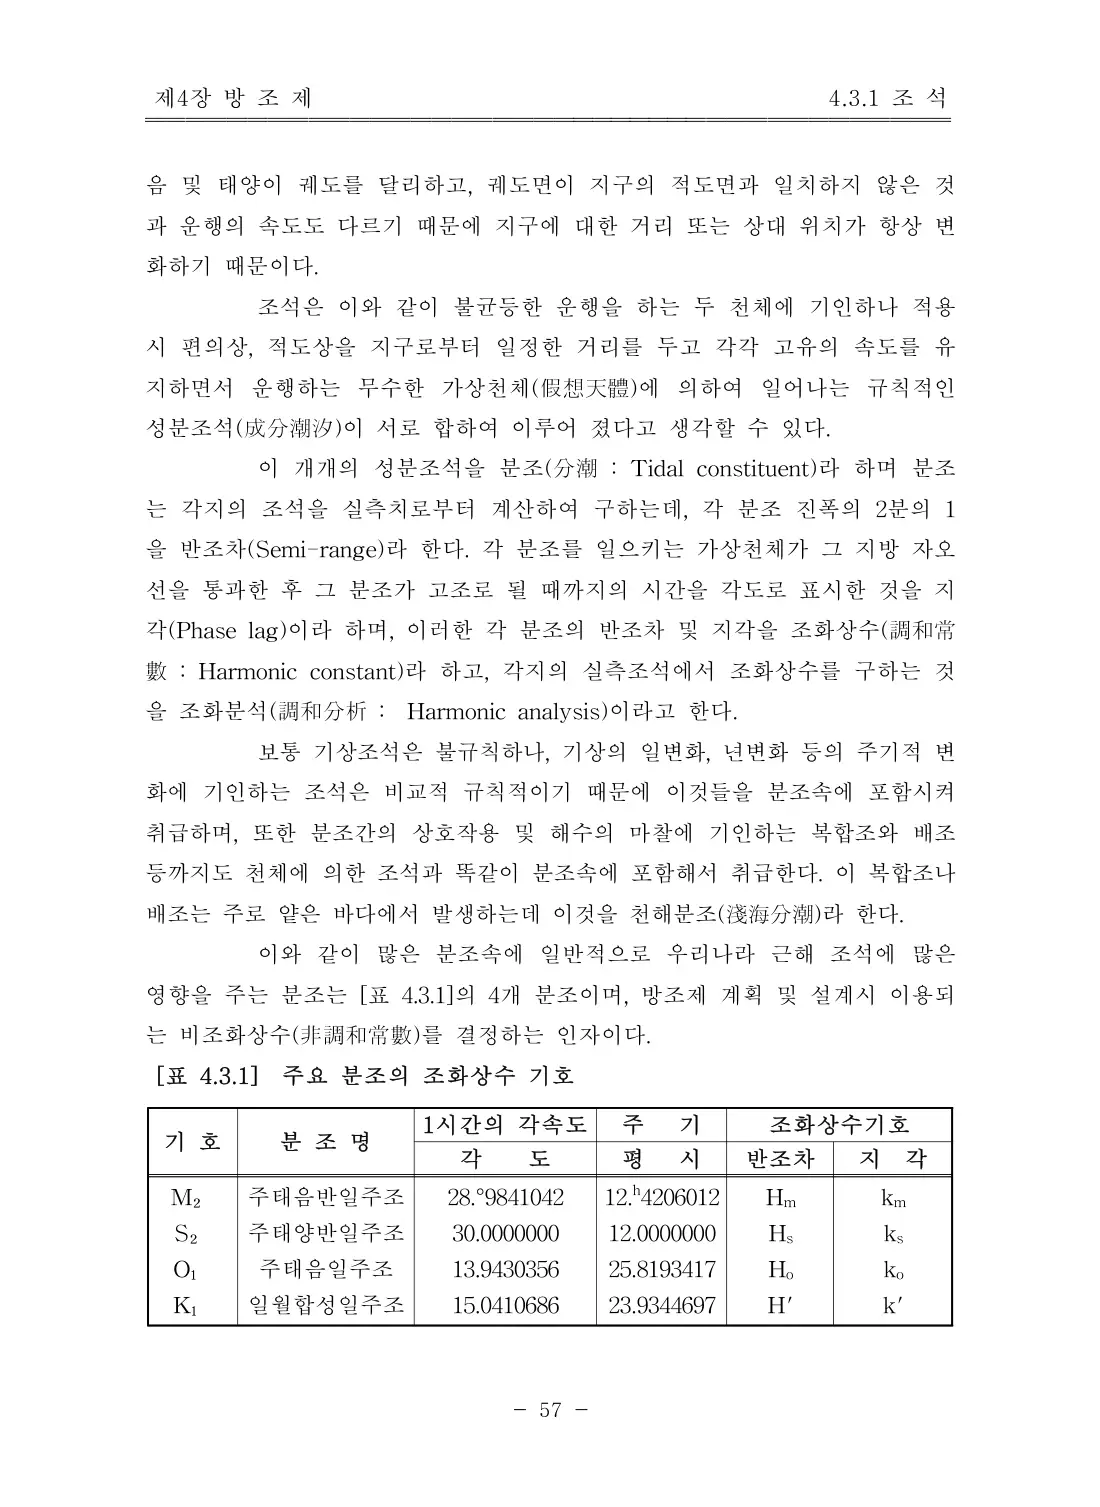 제4장 방 조 제 4.3.1 조 석
음 및 태양이 궤도를 달리하고, 궤도면이 지구의 적도면과 일치하지 않은 것
과 운행의 속도도 다르기 때문에 지구에 대한 거리 또는 상대 위치가 항상 변
화하기 때문이다.
조석은 이와 같이 불균등한 운행을 하는 두 천체에 기인하나 적용
시 편의상, 적도상을 지구로부터 일정한 거리를 두고 각각 고유의 속도를 유
지하면서 운행하는 무수한 가상천체(假想天體)에 의하여 일어나는 규칙적인
성분조석(成分潮汐)이 서로 합하여 이루어 졌다고 생각할 수 있다.
이 개개의 성분조석을 분조(分潮 : Tidal constituent)라 하며 분조
는 각지의 조석을 실측치로부터 계산하여 구하는데, 각 분조 진폭의 2분의 1
을 반조차(Semi-range)라 한다. 각 분조를 일으키는 가상천체가 그 지방 자오
선을 통과한 후 그 분조가 고조로 될 때까지의 시간을 각도로 표시한 것을 지
각(Phase lag)이라 하며, 이러한 각 분조의 반조차 및 지각을 조화상수(調和常
數 : Harmonic constant)라 하고, 각지의 실측조석에서 조화상수를 구하는 것
을 조화분석(調和分析 : Harmonic analysis)이라고 한다.
보통 기상조석은 불규칙하나, 기상의 일변화, 년변화 등의 주기적 변
화에 기인하는 조석은 비교적 규칙적이기 때문에 이것들을 분조속에 포함시켜
취급하며, 또한 분조간의 상호작용 및 해수의 마찰에 기인하는 복합조와 배조
등까지도 천체에 의한 조석과 똑같이 분조속에 포함해서 취급한다. 이 복합조나
배조는 주로 얕은 바다에서 발생하는데 이것을 천해분조(淺海分潮)라 한다.
이와 같이 많은 분조속에 일반적으로 우리나라 근해 조석에 많은
영향을 주는 분조는 [표 4.3.1]의 4개 분조이며, 방조제 계획 및 설계시 이용되
는 비조화상수(非調和常數)를 결정하는 인자이다.
[표 4.3.1] 주요 분조의 조화상수 기호
기 호 분 조 명 1시간의 각속도 주 기 조화상수기호
각 도 평 시 반조차 지 각
M₂ 주태음반일주조 28.°9841042 12.ʰ4206012 Hₘ kₘ
S₂ 주태양반일주조 30.0000000 12.0000000 Hₛ kₛ
O₁ 주태음일주조 13.9430356 25.8193417 Hₒ kₒ
K₁ 일월합성일주조 15.0410686 23.9344697 H′ k′
- 57 -